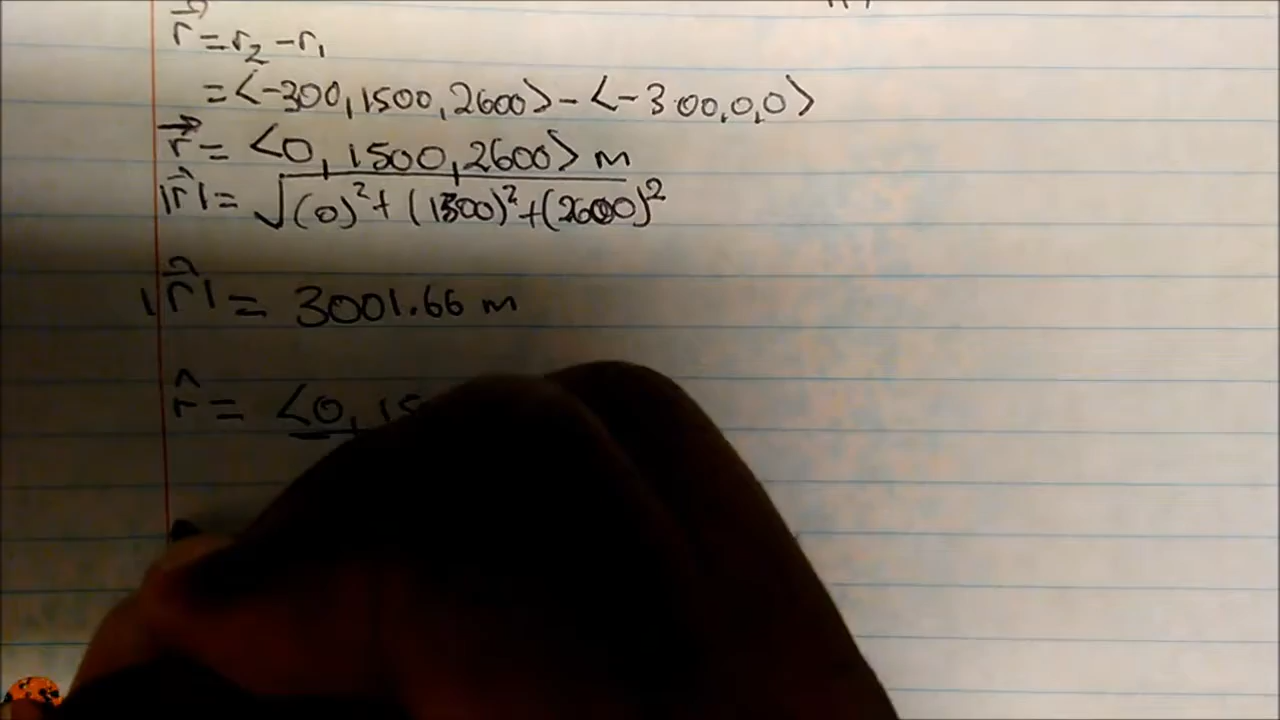 r⃗ = r₂ - r₁
= <-300, 1500, 2600> - <-300,0,0>
r⃗ = <0, 1500, 2600> m
|r⃗| = √(0)² + (1500)² + (2600)²
|r⃗| = 3001.66 m
r̂ = <0, 15